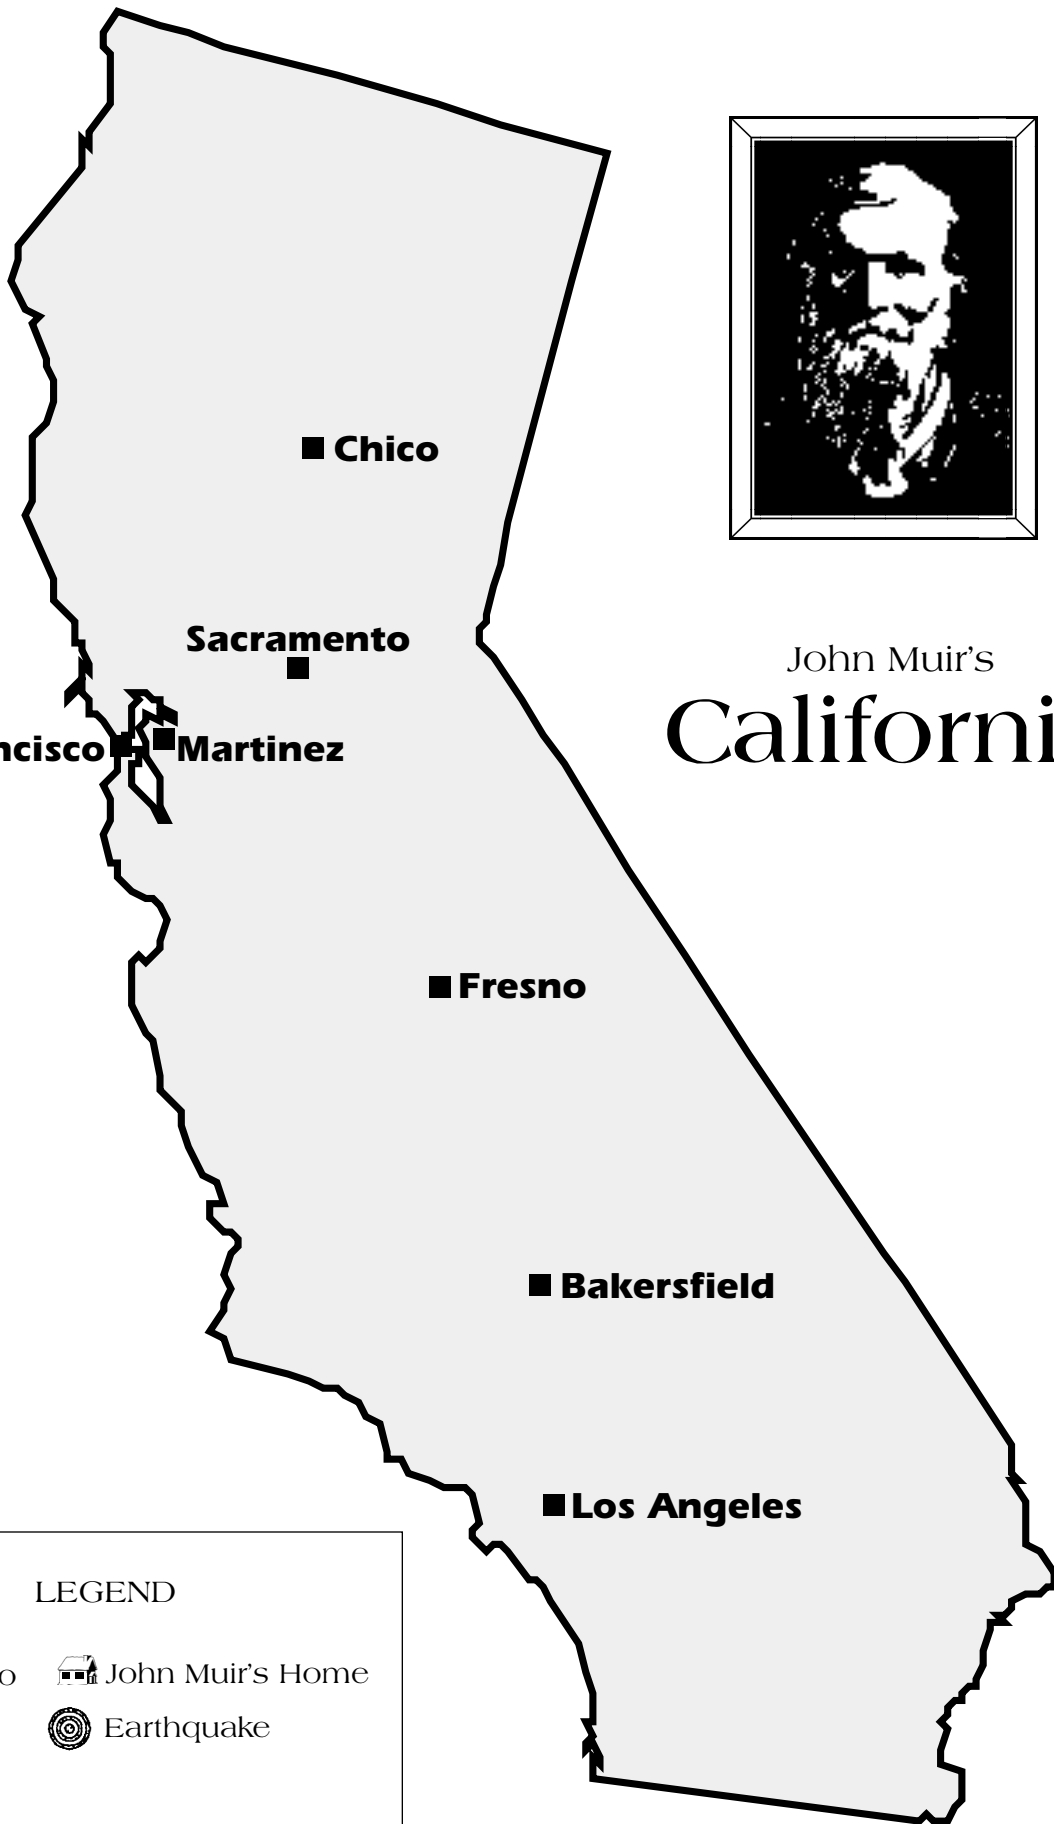 Chico
Sacramento
ncisco
Martinez
John Muir's
Californi
Fresno
Bakersfield
Los Angeles
LEGEND
o
John Muir's Home
Earthquake